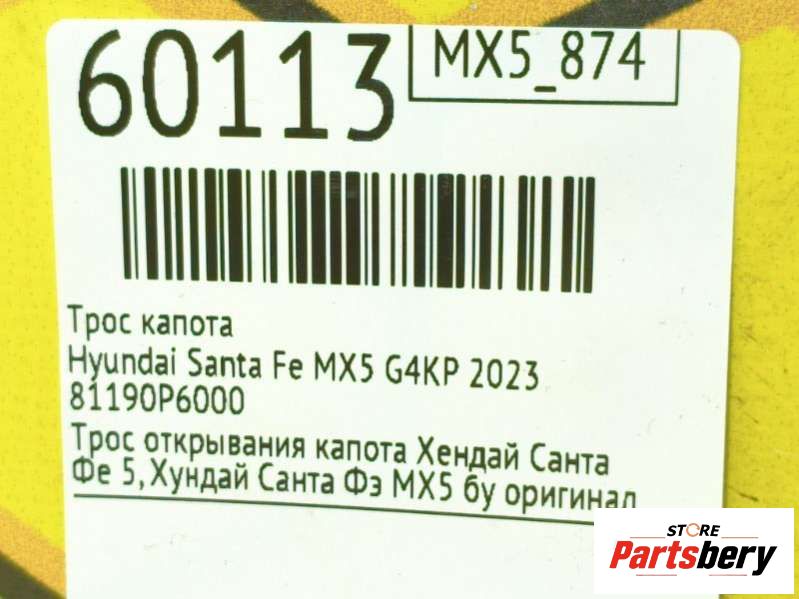 60113
MX5_874
Трос капота
Hyundai Santa Fe MX5 G4KP 2023
81190P6000
Трос открывания капота Хендай Санта
Фе 5, Хундай Санта Фэ MX5 бу оригинал
STORE
Partsbery